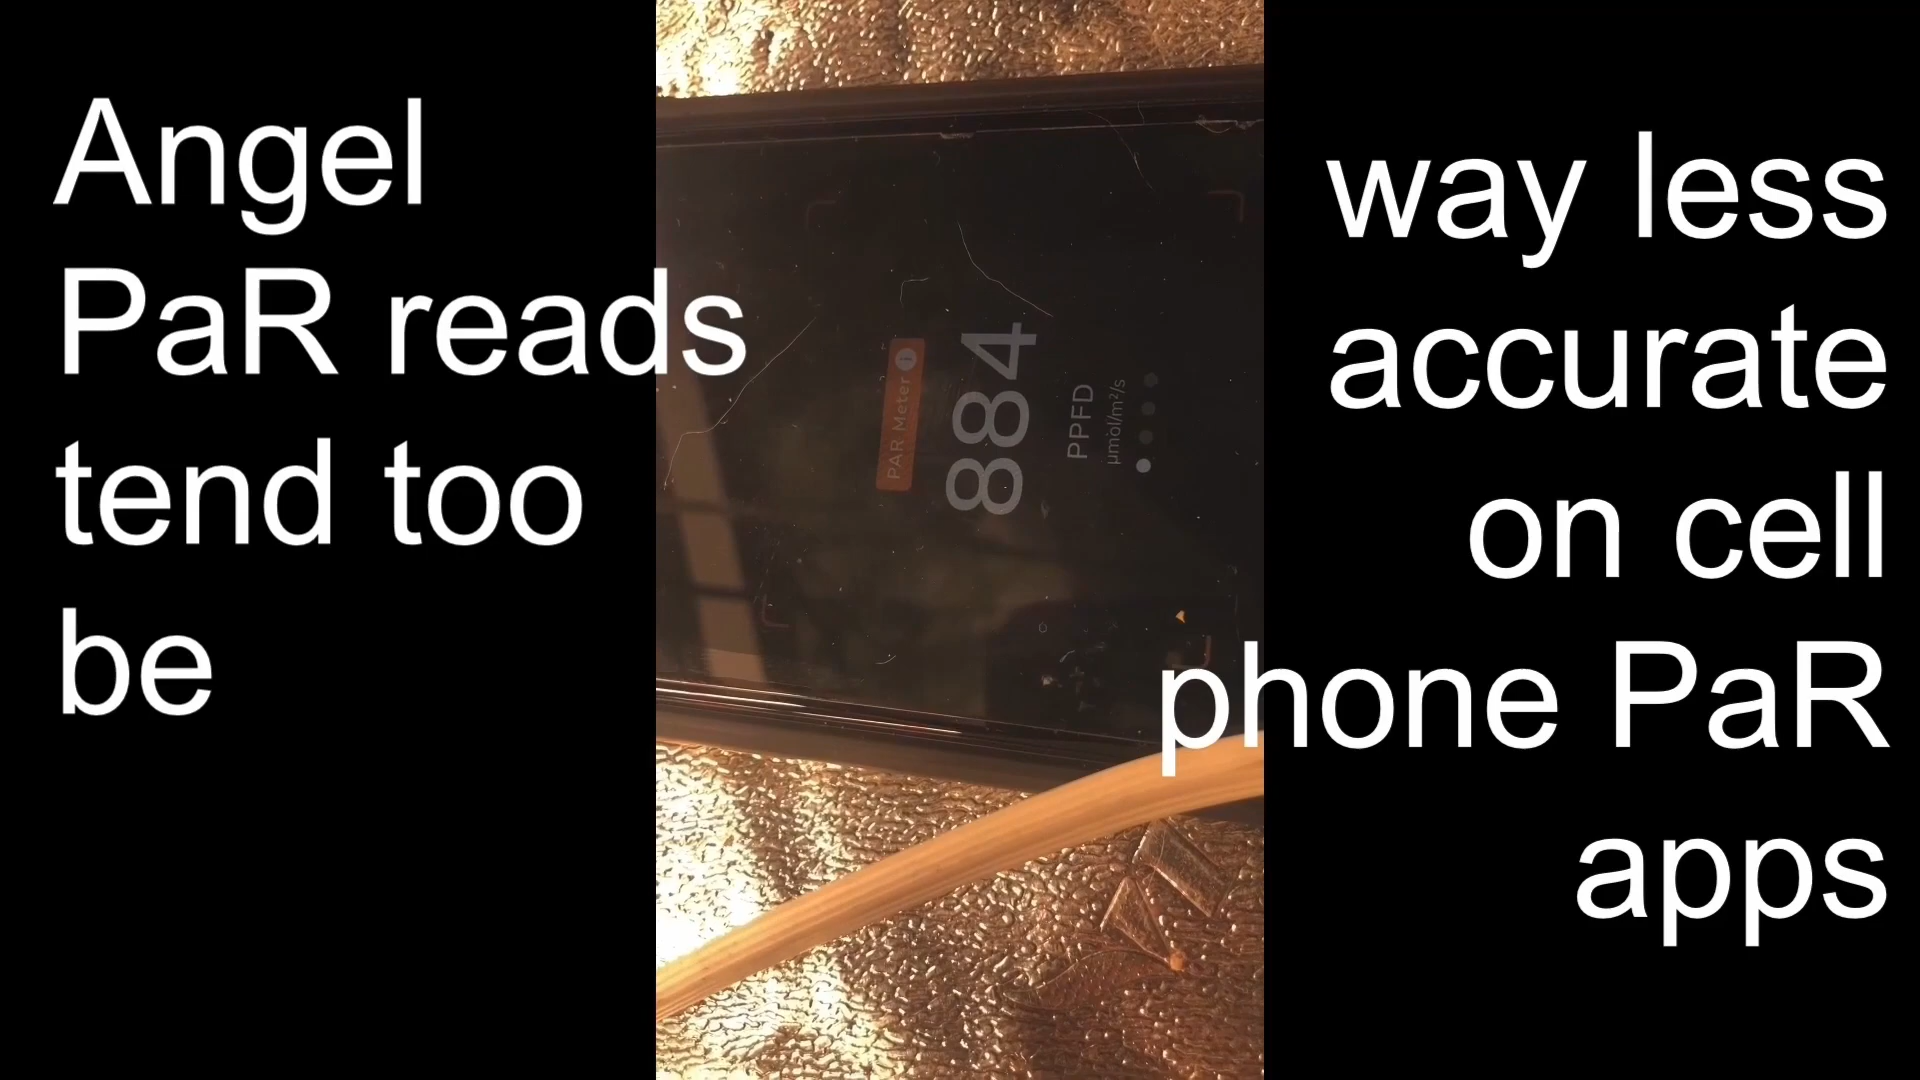 Angel
PaR reads
tend too
be
PAR Meter i
884
PPFD
µmol/m²/s
way less
accurate
on cell
phone PaR
apps